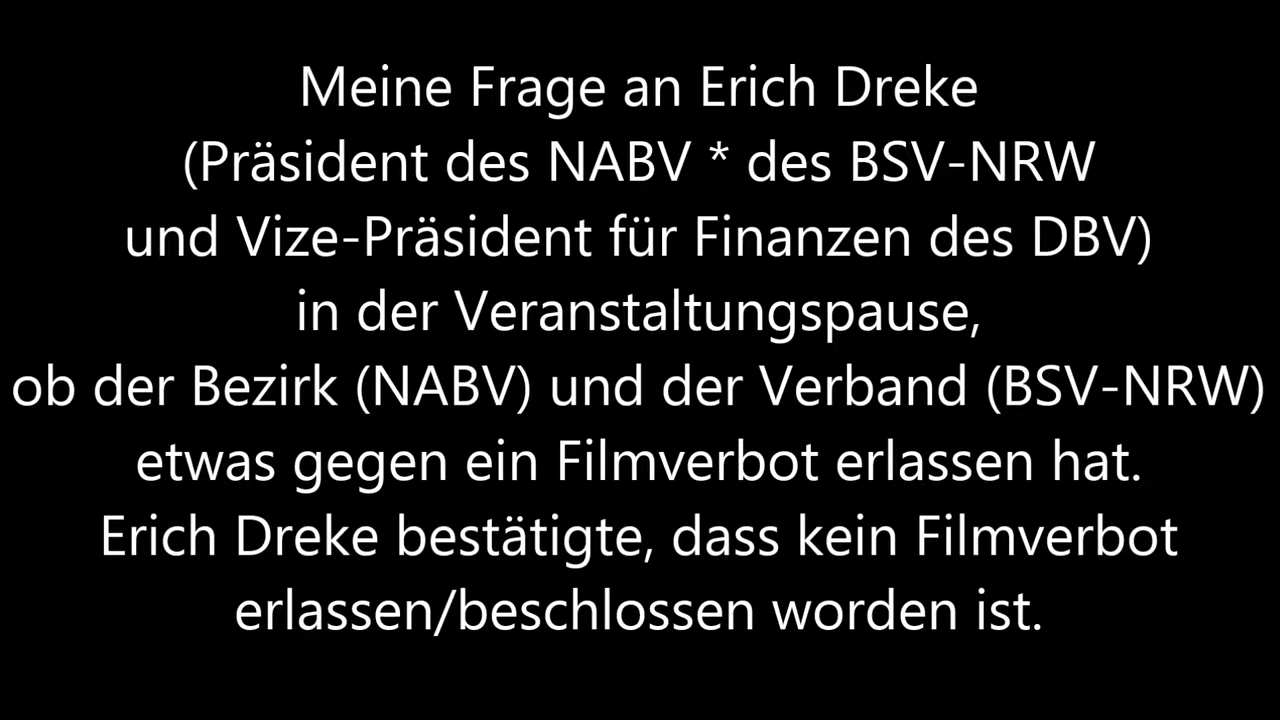 Meine Frage an Erich Dreke
(Präsident des NABV * des BSV-NRW
und Vize-Präsident für Finanzen des DBV)
in der Veranstaltungspause,
ob der Bezirk (NABV) und der Verband (BSV-NRW)
etwas gegen ein Filmverbot erlassen hat.
Erich Dreke bestätigte, dass kein Filmverbot
erlassen/beschlossen worden ist.